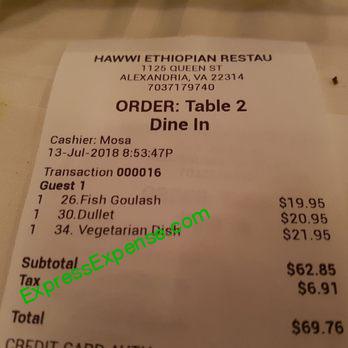 HAWWI ETHIOPIAN RESTAU
1125 QUEEN ST
ALEXANDRIA, VA 22314
7037179740
ORDER: Table 2
Dine In
Cashier: Mosa
13-Jul-2018 8:53:47P
Transaction 000016
Guest 1
1 26.Fish Goulash $19.95
1 30.Dullet $20.95
1 34. Vegetarian Dish $21.95
Subtotal $62.85
Tax $6.91
Total $69.76
CREDIT CARD AUTH
ExpressExpense.com